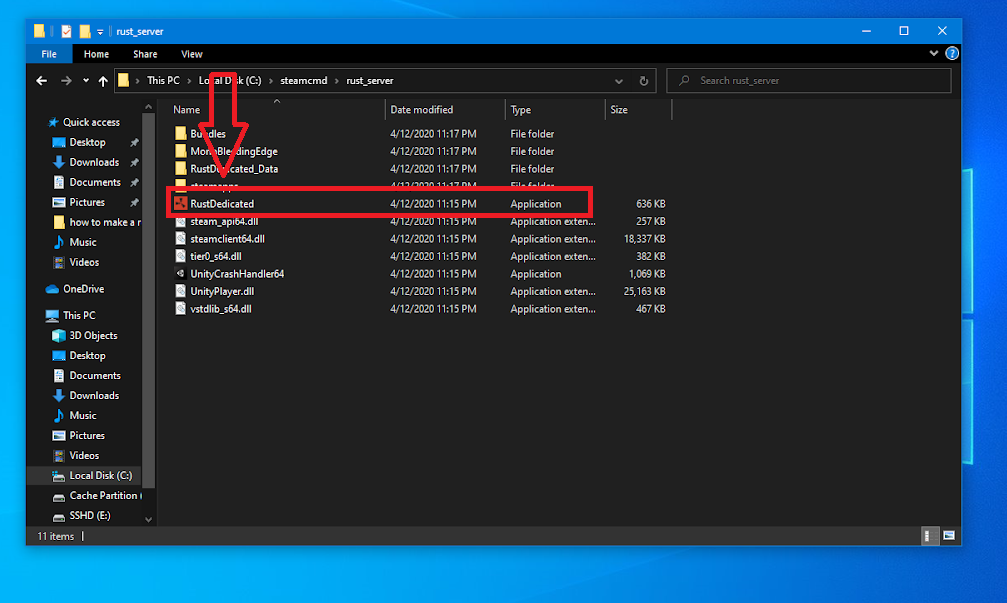 rust_server
File Home Share View
This PC Local Disk (C:) steamcmd rust_server Search rust_server
Name Date modified Type Size
Quick access
Desktop
Downloads
Documents
Pictures
how to make a r
Music
Videos
OneDrive
This PC
3D Objects
Desktop
Documents
Downloads
Music
Pictures
Videos
Local Disk (C:)
Cache Partition (
SSHD (E:)
Bundles 4/12/2020 11:17 PM File folder
MonoBleedingEdge 4/12/2020 11:17 PM File folder
RustDedicated_Data 4/12/2020 11:17 PM File folder
steamapps 4/12/2020 11:15 PM File folder
RustDedicated 4/12/2020 11:15 PM Application 636 KB
steam_api64.dll 4/12/2020 11:15 PM Application exten... 257 KB
steamclient64.dll 4/12/2020 11:15 PM Application exten... 18,337 KB
tier0_s64.dll 4/12/2020 11:15 PM Application exten... 382 KB
UnityCrashHandler64 4/12/2020 11:15 PM Application 1,069 KB
UnityPlayer.dll 4/12/2020 11:15 PM Application exten... 25,163 KB
vstdlib_s64.dll 4/12/2020 11:15 PM Application exten... 467 KB
11 items